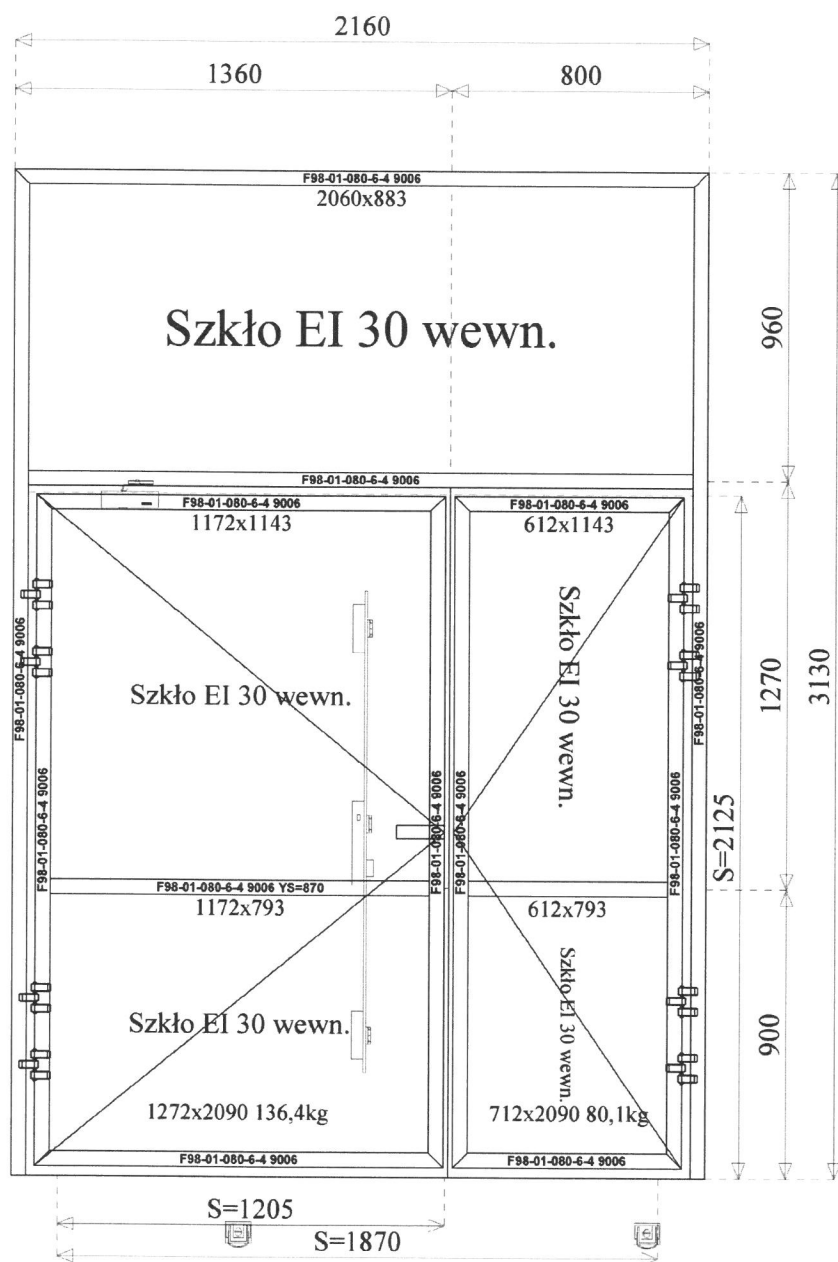 2160
1360
800
F98-01-080-6-4 9006
2060x883
Szkło EI 30 wewn.
960
F98-01-080-6-4 9006
F98-01-080-6-4 9006
1172x1143
F98-01-080-6-4 9006
612x1143
F98-01-080-6-4 9006
Szkło EI 30 wewn.
Szkło EI 30 wewn.
F98-01-080-6-4 9006
1270
3130
F98-01-080-6-4 9006
F98-01-080-6-4 9006
F98-01-080-6-4 9006
F98-01-080-6-4 9006
S=2125
F98-01-080-6-4 9006 YS=870
1172x793
612x793
Szkło EI 30 wewn.
Szkło EI 30 wewn.
900
1272x2090 136,4kg
712x2090 80,1kg
F98-01-080-6-4 9006
F98-01-080-6-4 9006
S=1205
S=1870